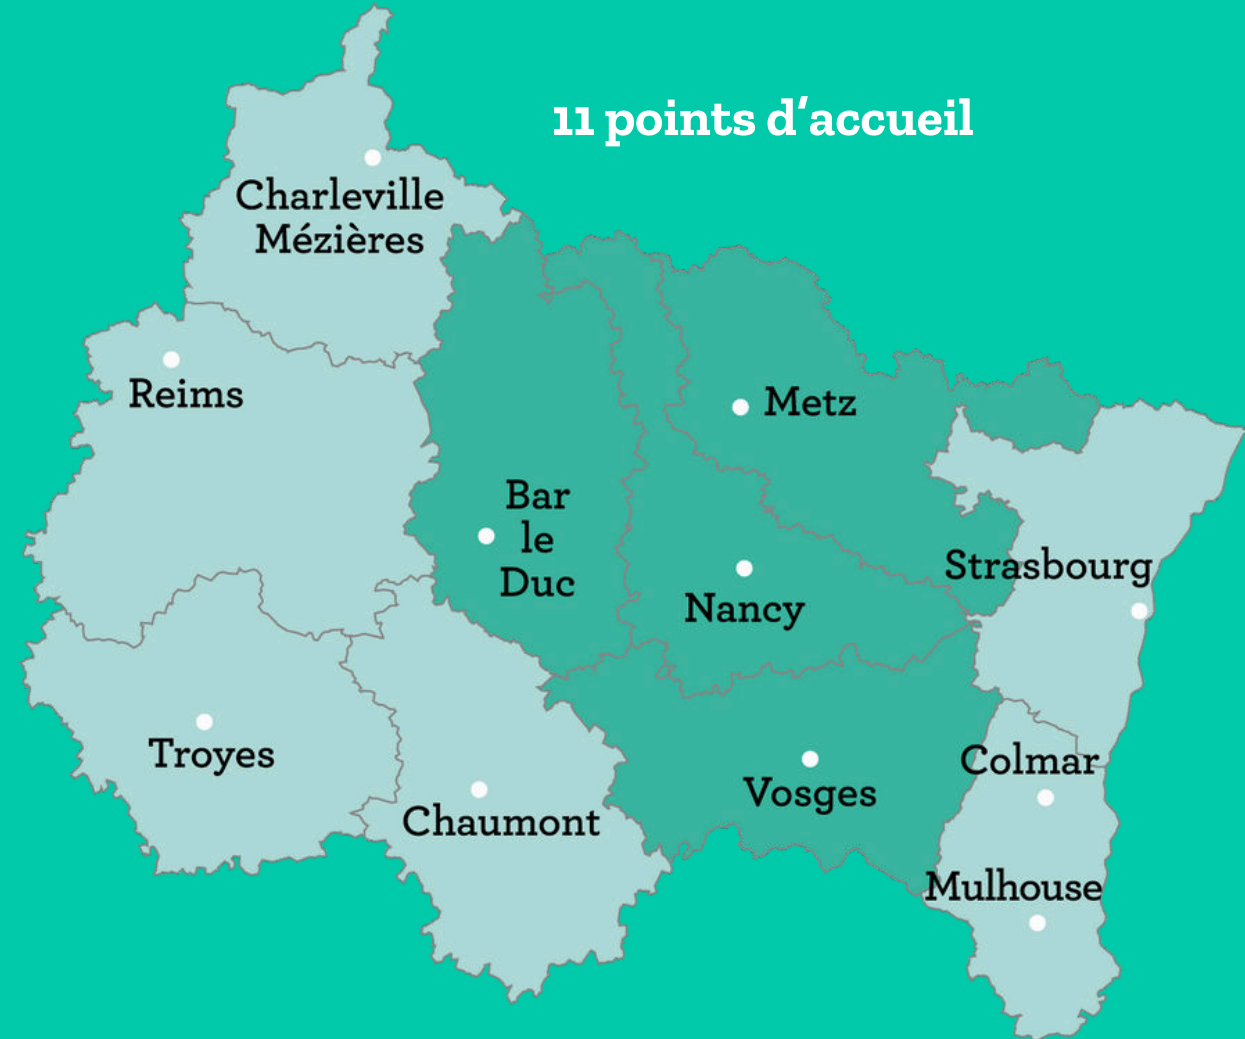 11 points d'accueil
Charleville
Mézières
Reims
Metz
Bar
le
Duc
Strasbourg
Nancy
Troyes
Colmar
Vosges
Chaumont
Mulhouse